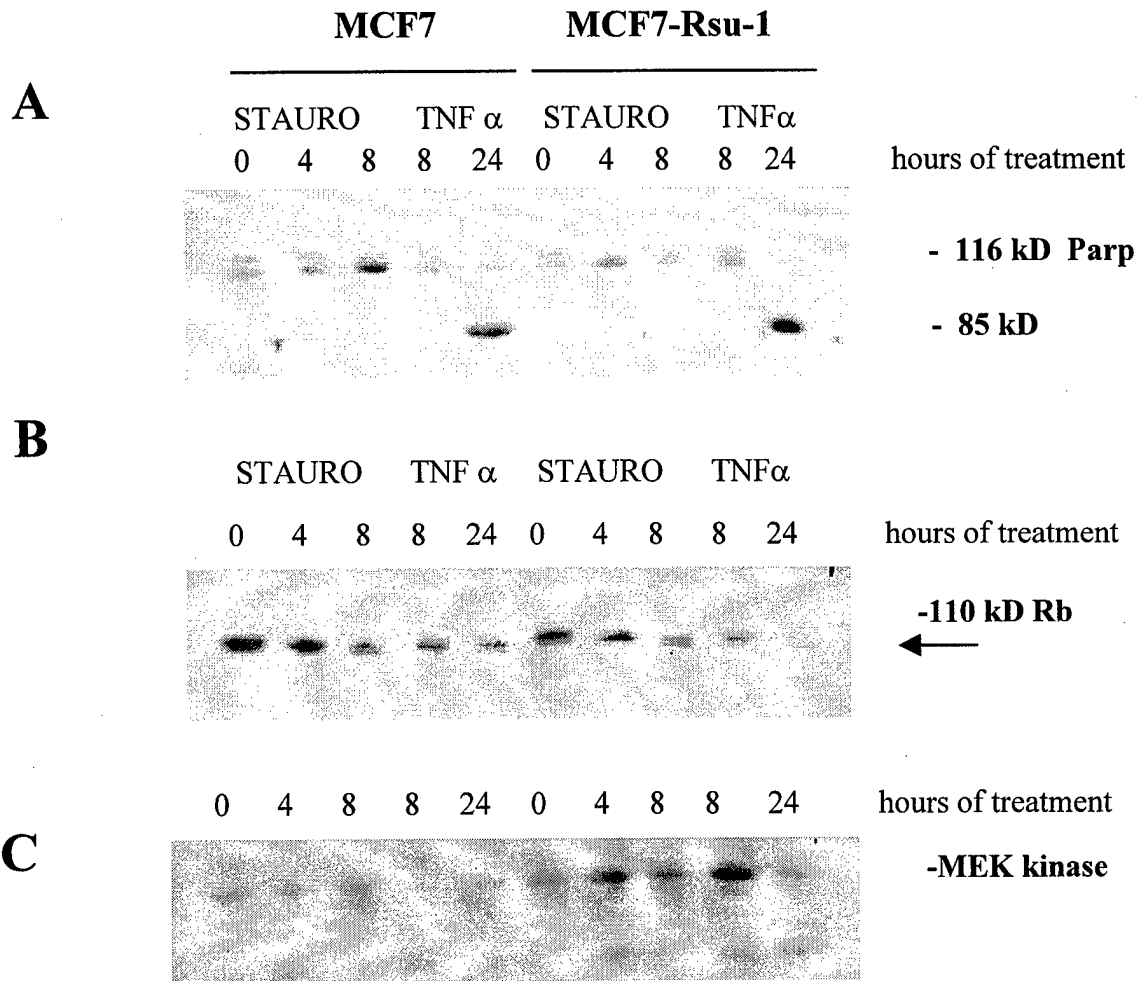 MCF7 MCF7-Rsu-1
A
STAURO TNF α STAURO TNFα
0 4 8 8 24 0 4 8 8 24 hours of treatment
- 116 kD Parp
- 85 kD
B
STAURO TNF α STAURO TNFα
0 4 8 8 24 0 4 8 8 24 hours of treatment
-110 kD Rb
0 4 8 8 24 0 4 8 8 24 hours of treatment
C
-MEK kinase